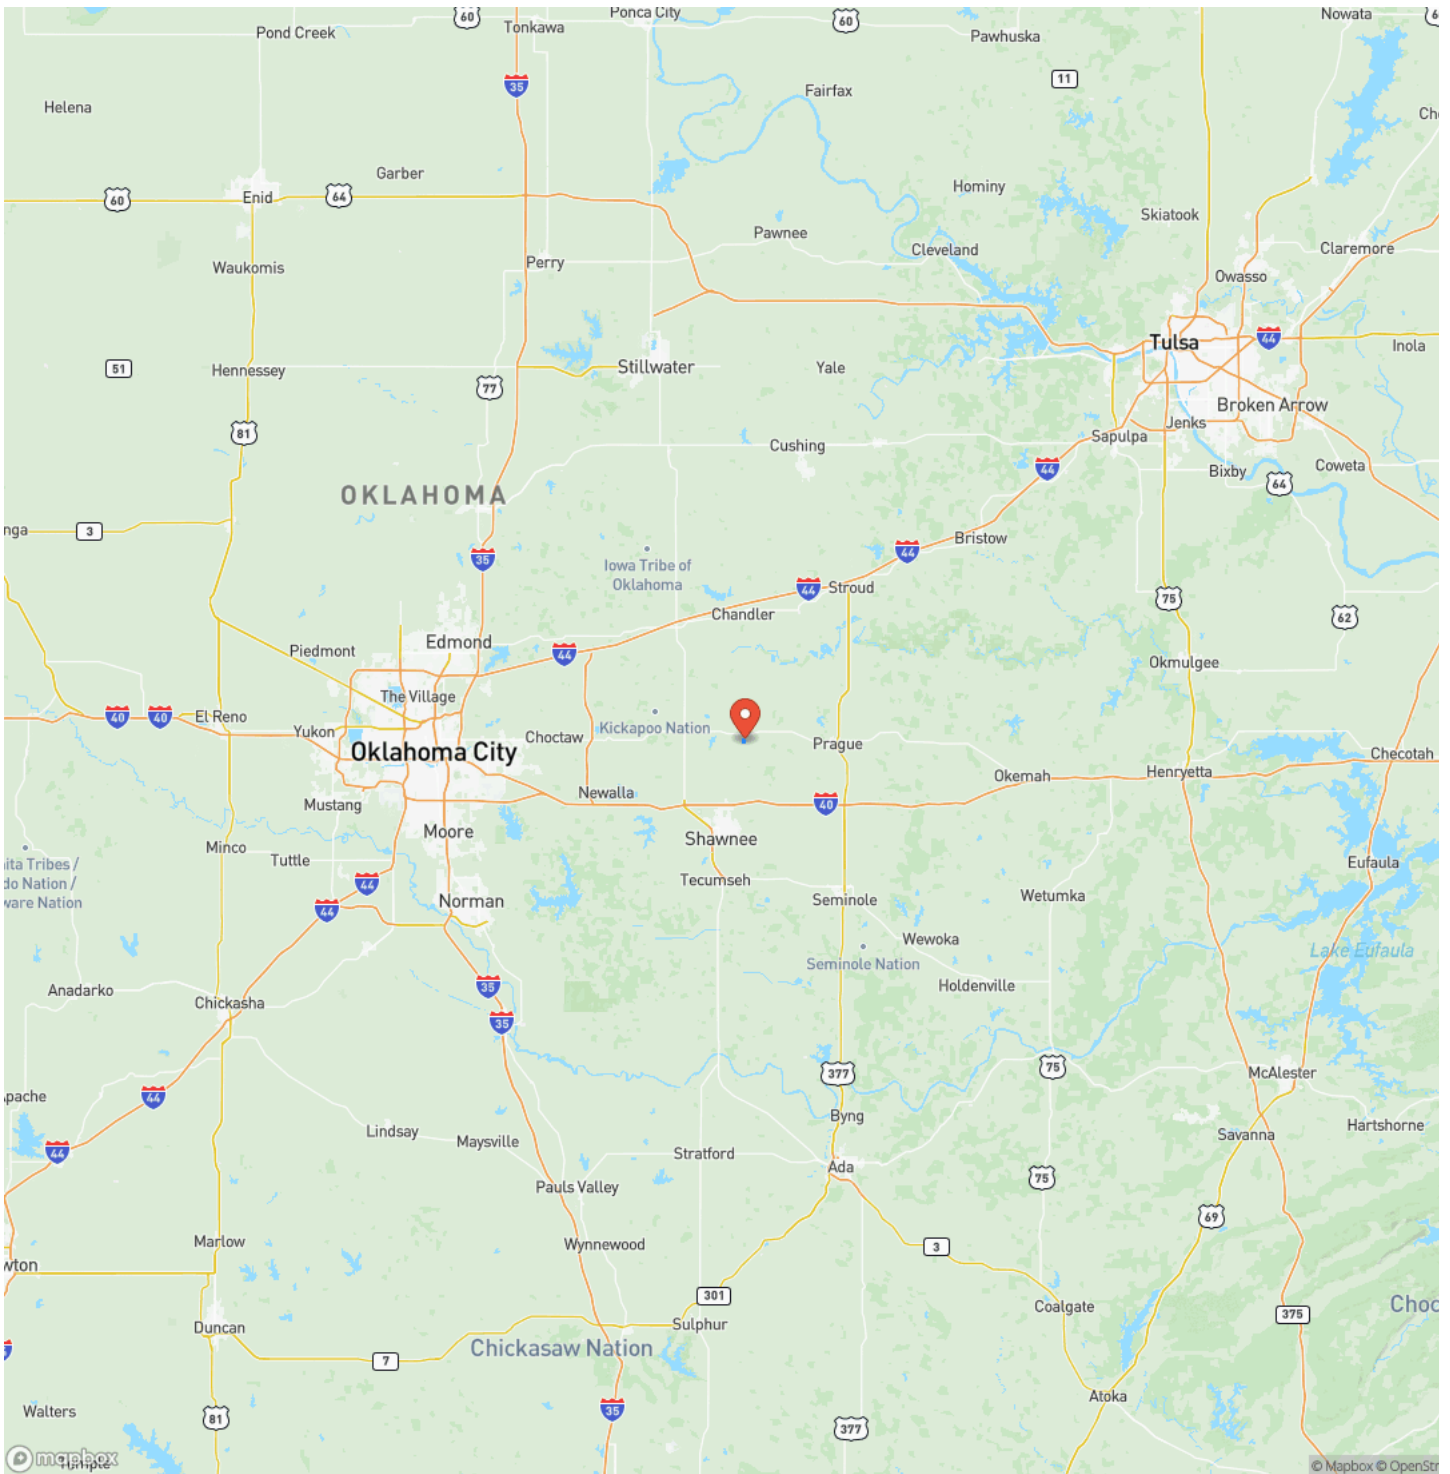 60
Ponca City
60
Nowata
Pond Creek
Tonkawa
Pawhuska
35
11
Fairfax
Helena
Garber
60
Enid
64
Hominy
Skiatook
Pawnee
Cleveland
Claremore
Waukomis
Perry
Owasso
Tulsa
44
Inola
51
Hennessey
77
Stillwater
Yale
Broken Arrow
81
Cushing
Sapulpa
Jenks
44
Bixby
Coweta
64
OKLAHOMA
3
35
Iowa Tribe of
Oklahoma
44
Bristow
44
Stroud
75
62
Chandler
Edmond
44
Piedmont
Okmulgee
The Village
40
40
El Reno
Yukon
Kickapoo Nation
Choctaw
Oklahoma City
Prague
Checotah
Okemah
Henryetta
Mustang
Newalla
40
Moore
Shawnee
Minco
Tuttle
Eufaula
44
Tecumseh
44
Norman
Seminole
Wetumka
Wewoka
Nation /
ware Nation
Tribes /
Seminole Nation
Lake Eufaula
35
Holdenville
Anadarko
Chickasha
35
377
75
McAlester
44
Byng
Lindsay
Maysville
Savanna
Hartshorne
44
Stratford
Ada
75
Pauls Valley
69
Marlow
Wynnewood
3
301
Coalgate
375
Duncan
Sulphur
Chickasaw Nation
7
Atoka
Walters
81
35
377
mapbox
© Mapbox © OpenStr